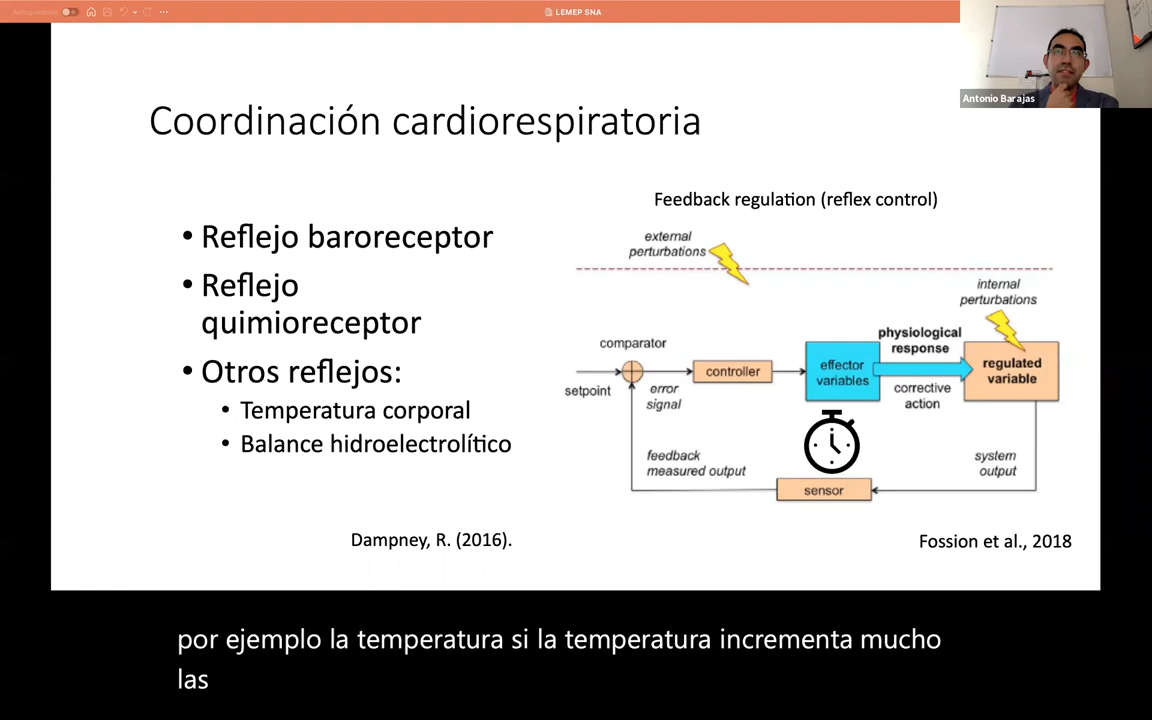 Autoguardado
LEMEP SNA
Antonio Barajas
Coordinación cardiorespiratoria
• Reflejo baroreceptor
• Reflejo
quimioreceptor
• Otros reflejos:
• Temperatura corporal
• Balance hidroelectrolítico
Dampney, R. (2016).
Feedback regulation (reflex control)
external
perturbations
internal
perturbations
comparator
setpoint
error
signal
controller
effector
variables
physiological
response
corrective
action
regulated
variable
feedback
measured output
sensor
system
output
Fossion et al., 2018
por ejemplo la temperatura si la temperatura incrementa mucho
las